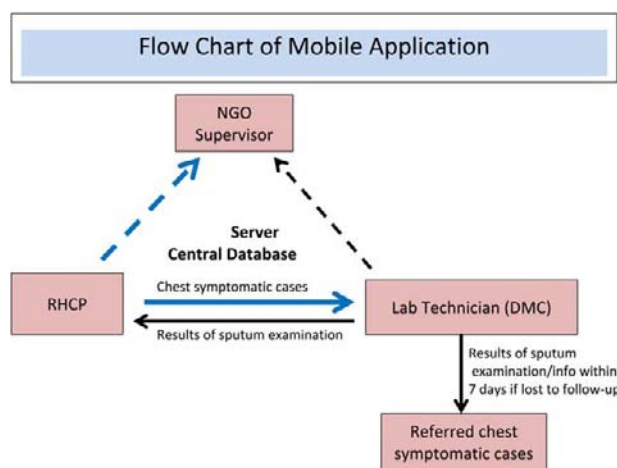 Flow Chart of Mobile Application
NGO
Supervisor
Server
Central Database
Chest symptomatic cases
RHCP
Lab Technician (DMC)
Results of sputum examination
Results of sputum
examination/info within
7 days if lost to follow-up
Referred chest
symptomatic cases